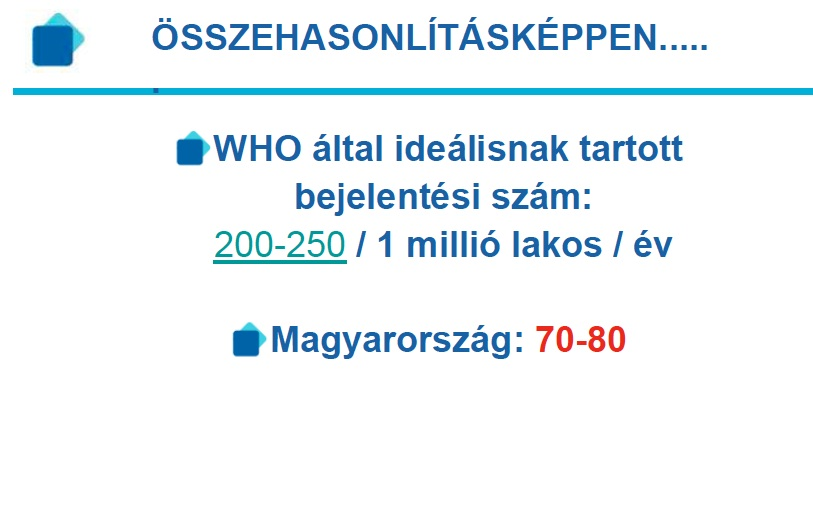 ÖSSZEHASONLÍTÁSKÉPPEN.....
.
WHO által ideálisnak tartott
bejelentési szám:
200-250 / 1 millió lakos / év
Magyarország: 70-80